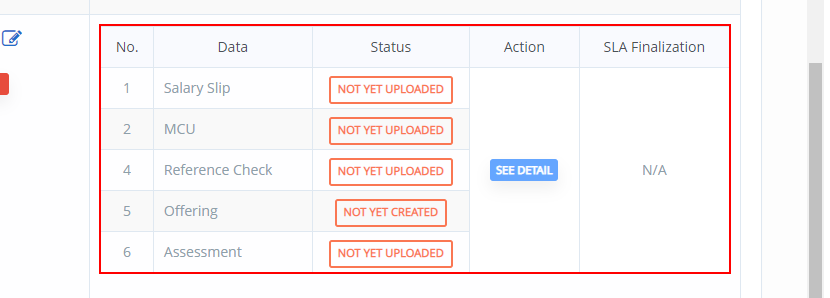 No. Data Status Action SLA Finalization
1 Salary Slip NOT YET UPLOADED
2 MCU NOT YET UPLOADED
4 Reference Check NOT YET UPLOADED SEE DETAIL N/A
5 Offering NOT YET CREATED
6 Assessment NOT YET UPLOADED